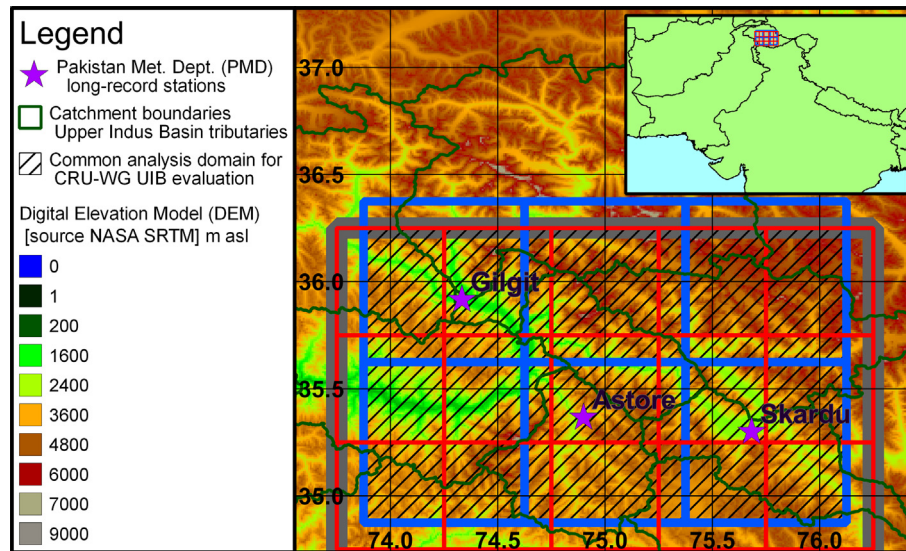 Legend
Pakistan Met. Dept. (PMD)
long-record stations
Catchment boundaries
Upper Indus Basin tributaries
Common analysis domain for
CRU-WG UIB evaluation
Digital Elevation Model (DEM)
[source NASA SRTM] m asl
0
1
200
1600
2400
3600
4800
6000
7000
9000
37.0
36.5
36.0
35.5
35.0
Gilgit
Astore
Skardu
74.0
74.5
75.0
75.5
76.0